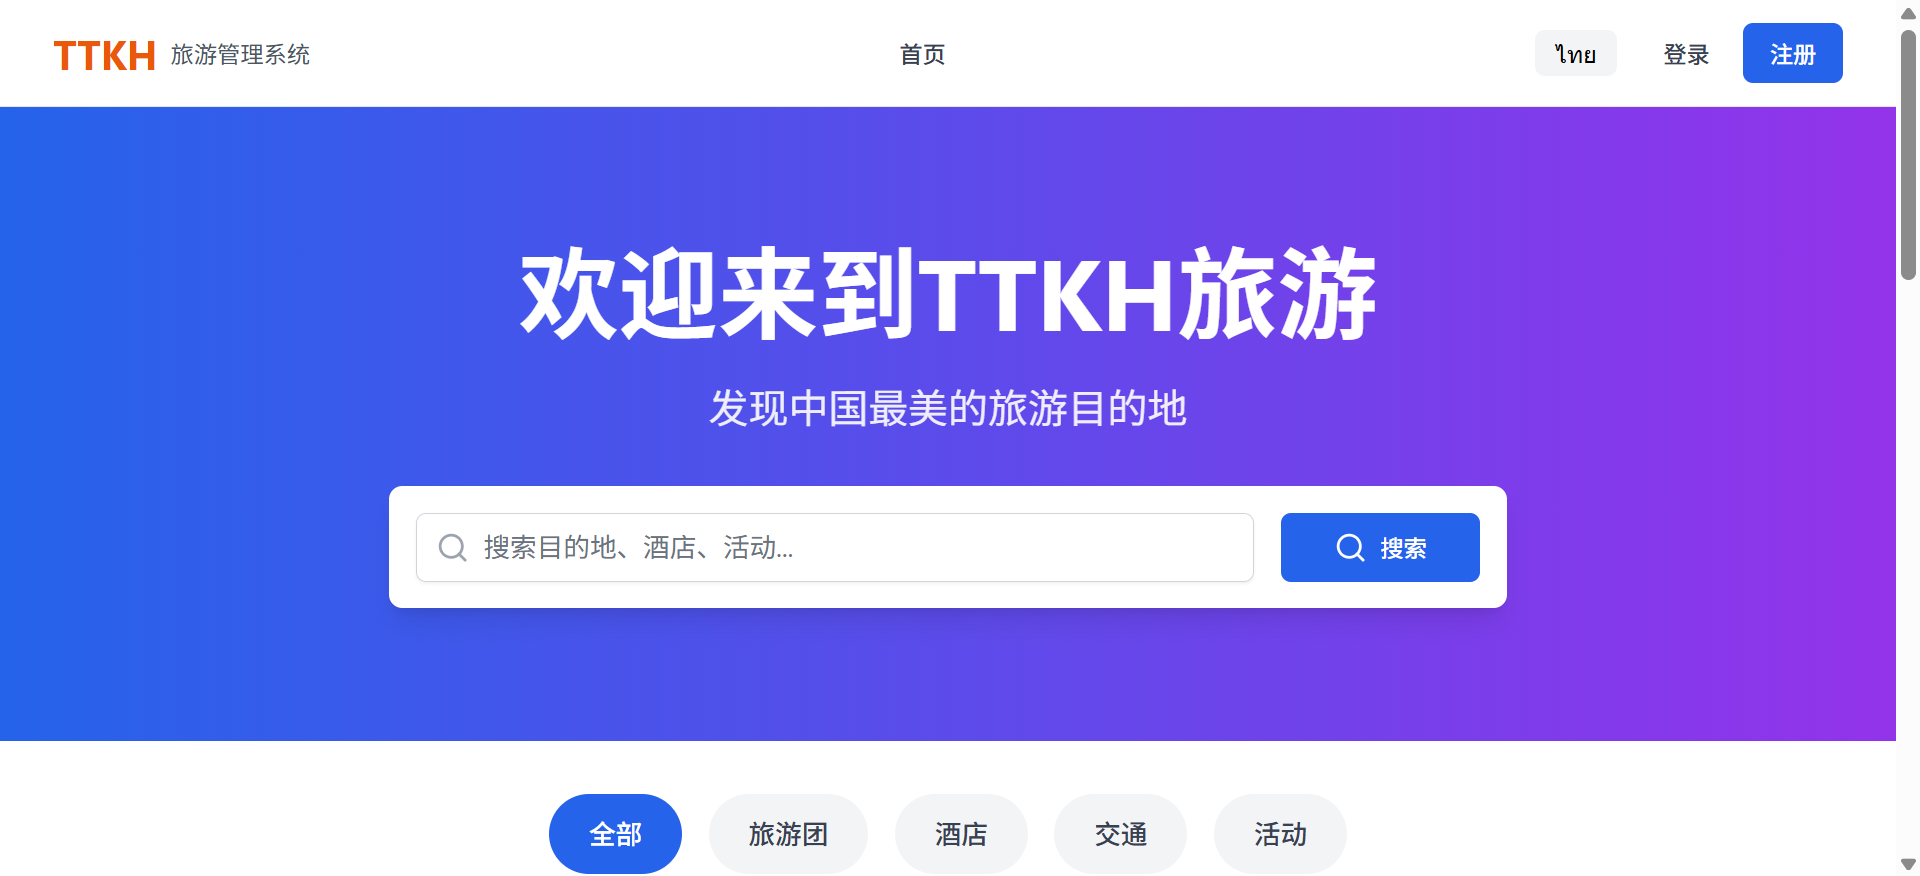 TTKH 旅游管理系统
首页
ไทย
登录
注册
欢迎来到TTKH旅游
发现中国最美的旅游目的地
搜索目的地、酒店、活动...
搜索
全部
旅游团
酒店
交通
活动